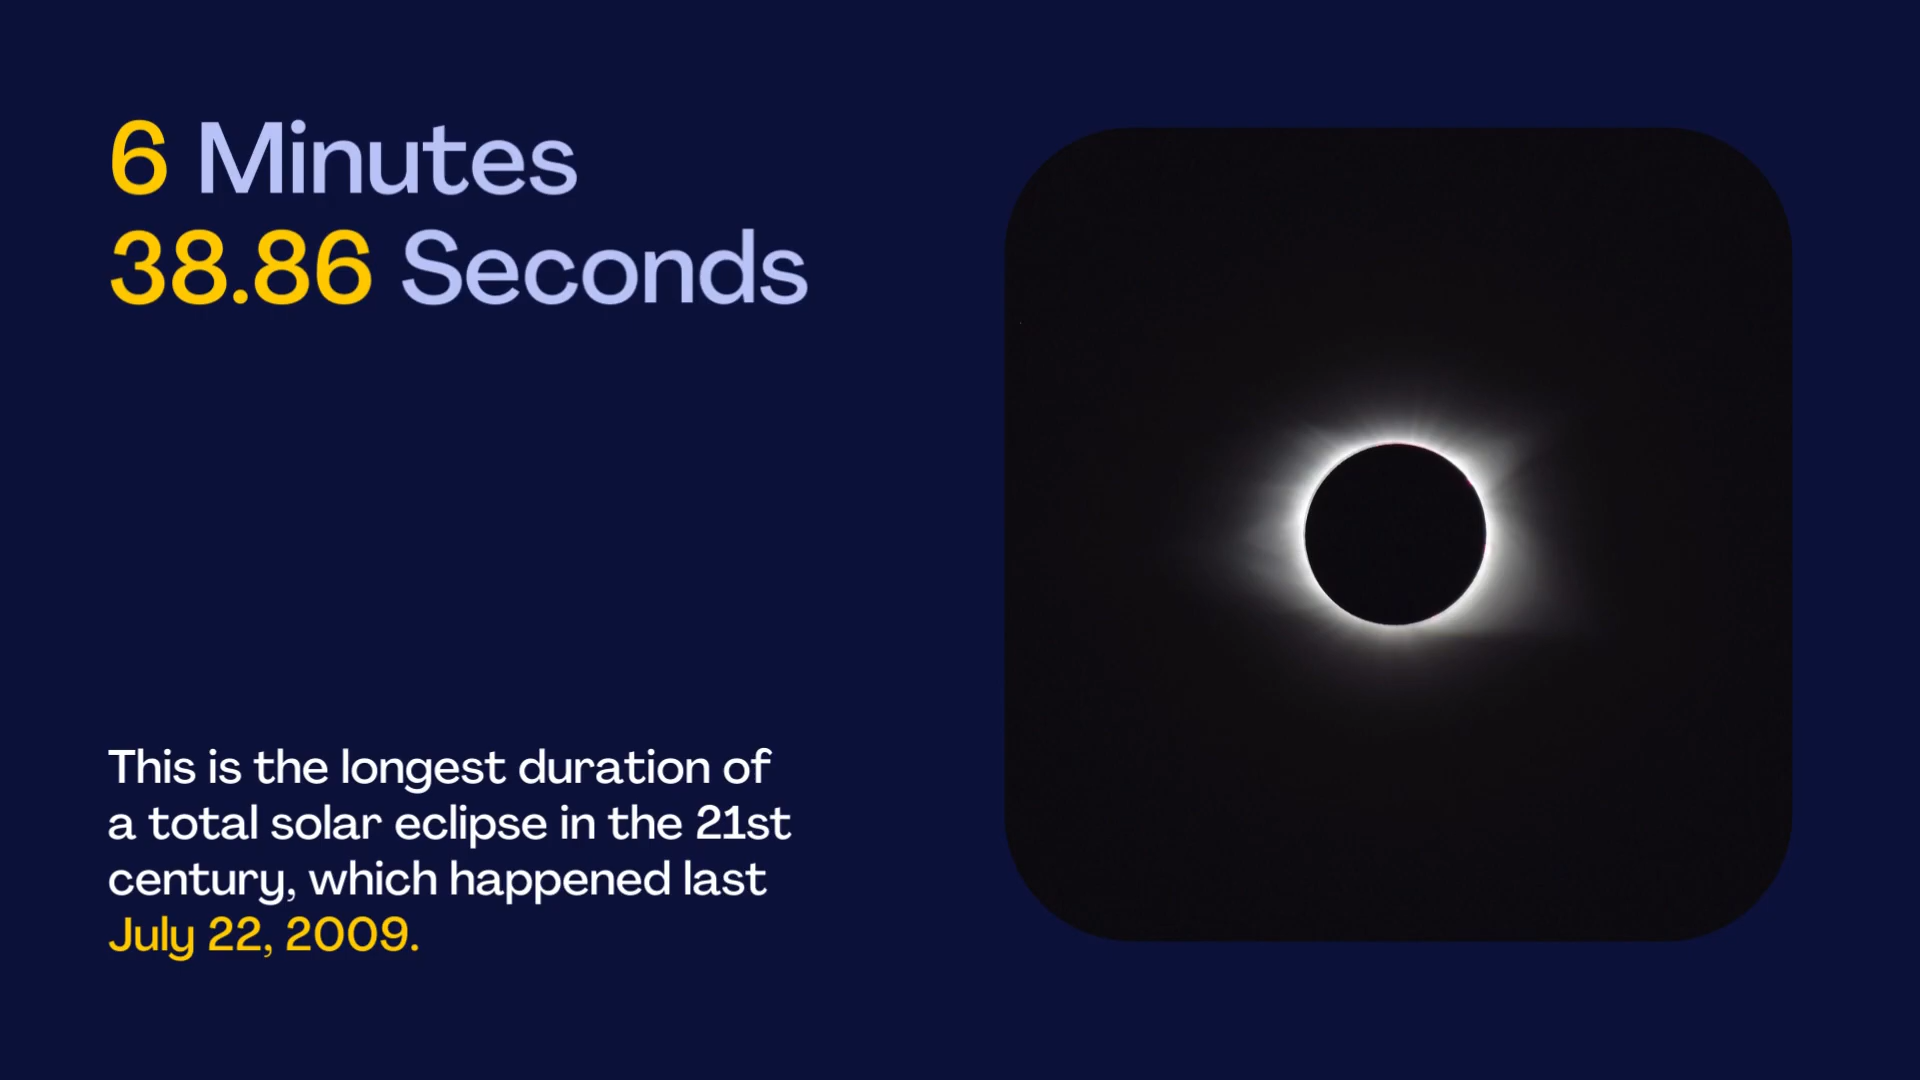 6 Minutes
38.86 Seconds
This is the longest duration of
a total solar eclipse in the 21st
century, which happened last
July 22, 2009.